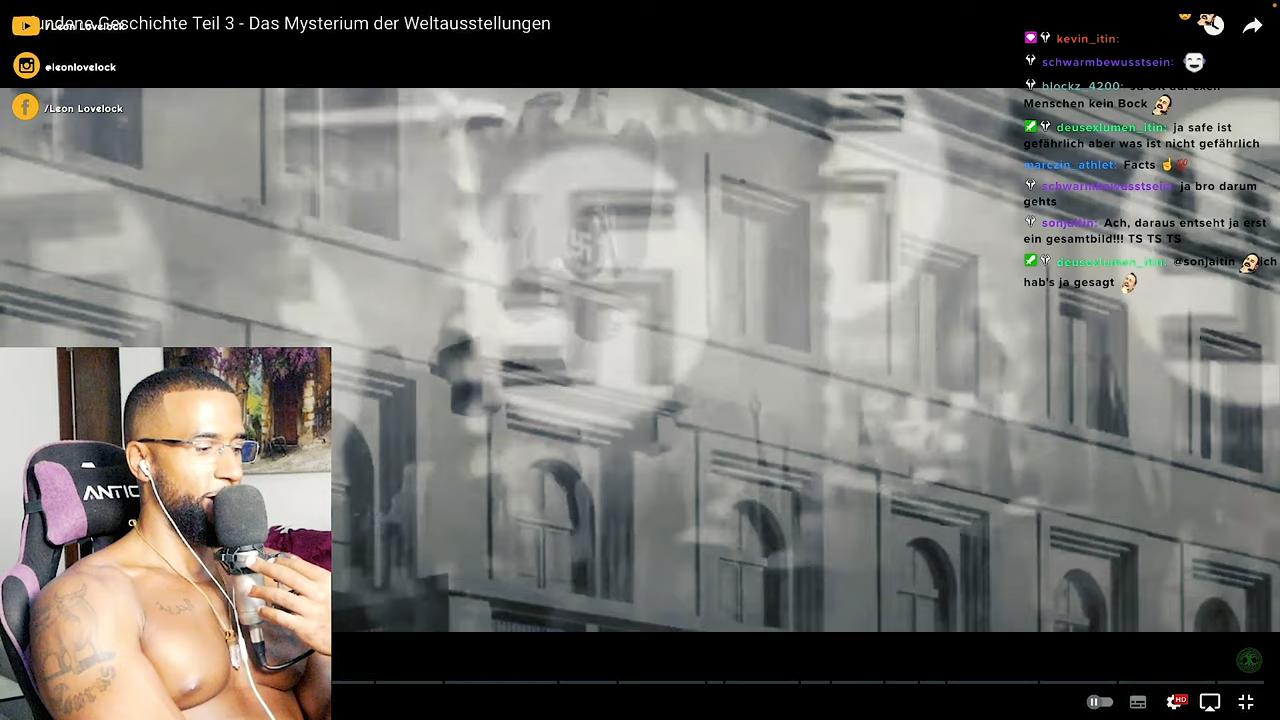 undene Geschichte Teil 3 - Das Mysterium der Weltausstellungen
/Leon Lovelock
@leonlovelock
/Leon Lovelock
kevin_itin:
schwarmbewusstsein:
blockz_4200:
Menschen kein Bock
deusexlumen_itin: ja safe ist
gefährlich aber was ist nicht gefährlich
marczin_athlet: Facts ☝💯
schwarmbewusstsein: ja bro darum
gehts
sonjaitin: Ach, daraus entseht ja erst
ein gesamtbild!!! TS TS TS
deusexlumen_itin: @sonjaitin ich
hab's ja gesagt
ANTIC
HD